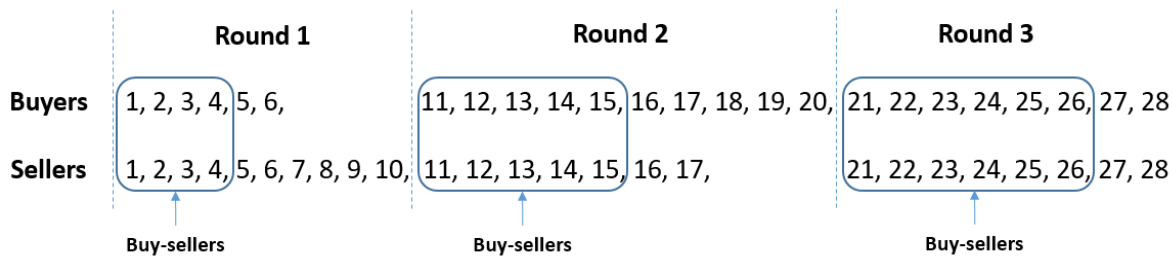 Round 1 Round 2 Round 3
Buyers 1, 2, 3, 4, 5, 6, 11, 12, 13, 14, 15, 16, 17, 18, 19, 20, 21, 22, 23, 24, 25, 26, 27, 28
Sellers 1, 2, 3, 4, 5, 6, 7, 8, 9, 10, 11, 12, 13, 14, 15, 16, 17, 21, 22, 23, 24, 25, 26, 27, 28
Buy-sellers Buy-sellers Buy-sellers